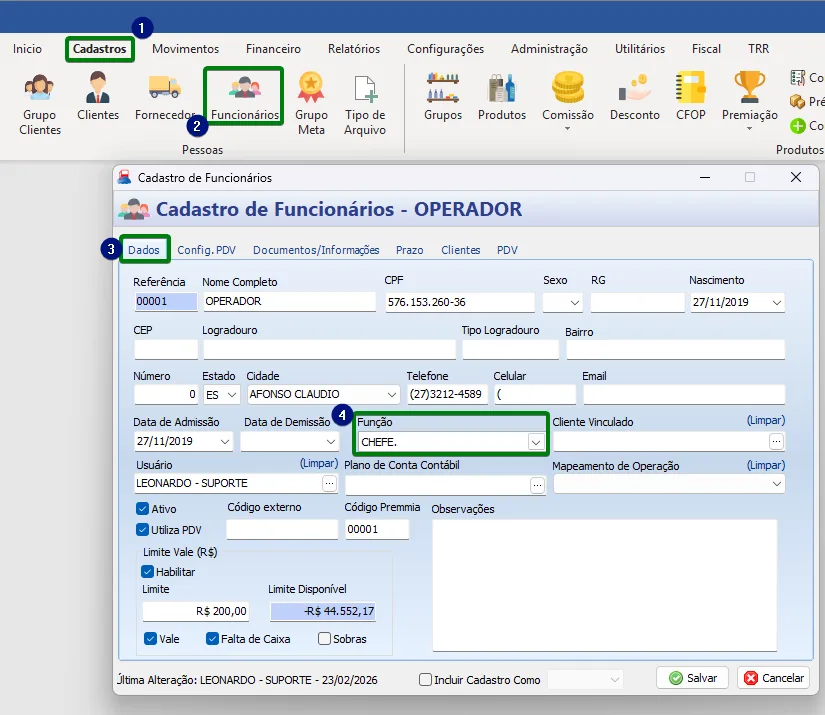 1
Inicio Cadastros Movimentos Financeiro Relatórios Configurações Administração Utilitários Fiscal TRR
Grupo Clientes Clientes Fornecedor 2 Funcionários Grupo Meta Tipo de Arquivo Grupos Produtos Comissão Desconto CFOP Premiação
Pessoas Produtos
Cadastro de Funcionários
Cadastro de Funcionários - OPERADOR
3 Dados Config. PDV Documentos/Informações Prazo Clientes PDV
Referência Nome Completo CPF Sexo RG Nascimento
00001 OPERADOR 576.153.260-36 27/11/2019
CEP Logradouro Tipo Logradouro Bairro
Número Estado Cidade Telefone Celular Email
0 ES AFONSO CLAUDIO (27)3212-4589 (
4
Data de Admissão Data de Demissão Função Cliente Vinculado (Limpar)
27/11/2019 CHEFE.
Usuário (Limpar) Plano de Conta Contábil Mapeamento de Operação (Limpar)
LEONARDO - SUPORTE
Ativo Código externo Código Premmia Observações
Utiliza PDV 00001
Limite Vale (R$)
Habilitar
Limite Limite Disponível
R$ 200,00 -R$ 44.552,17
Vale Falta de Caixa Sobras
Última Alteração: LEONARDO - SUPORTE - 23/02/2026 Incluir Cadastro Como Salvar Cancelar